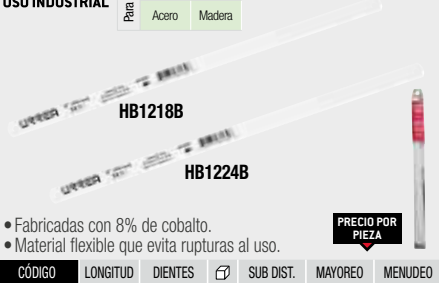 USO INDUSTRIAL
Para
Acero Madera
URREA
HB1218B
URREA
HB1224B
• Fabricadas con 8% de cobalto.
• Material flexible que evita rupturas al uso.
PRECIO POR
PIEZA
CÓDIGO LONGITUD DIENTES SUB DIST. MAYOREO MENUDEO